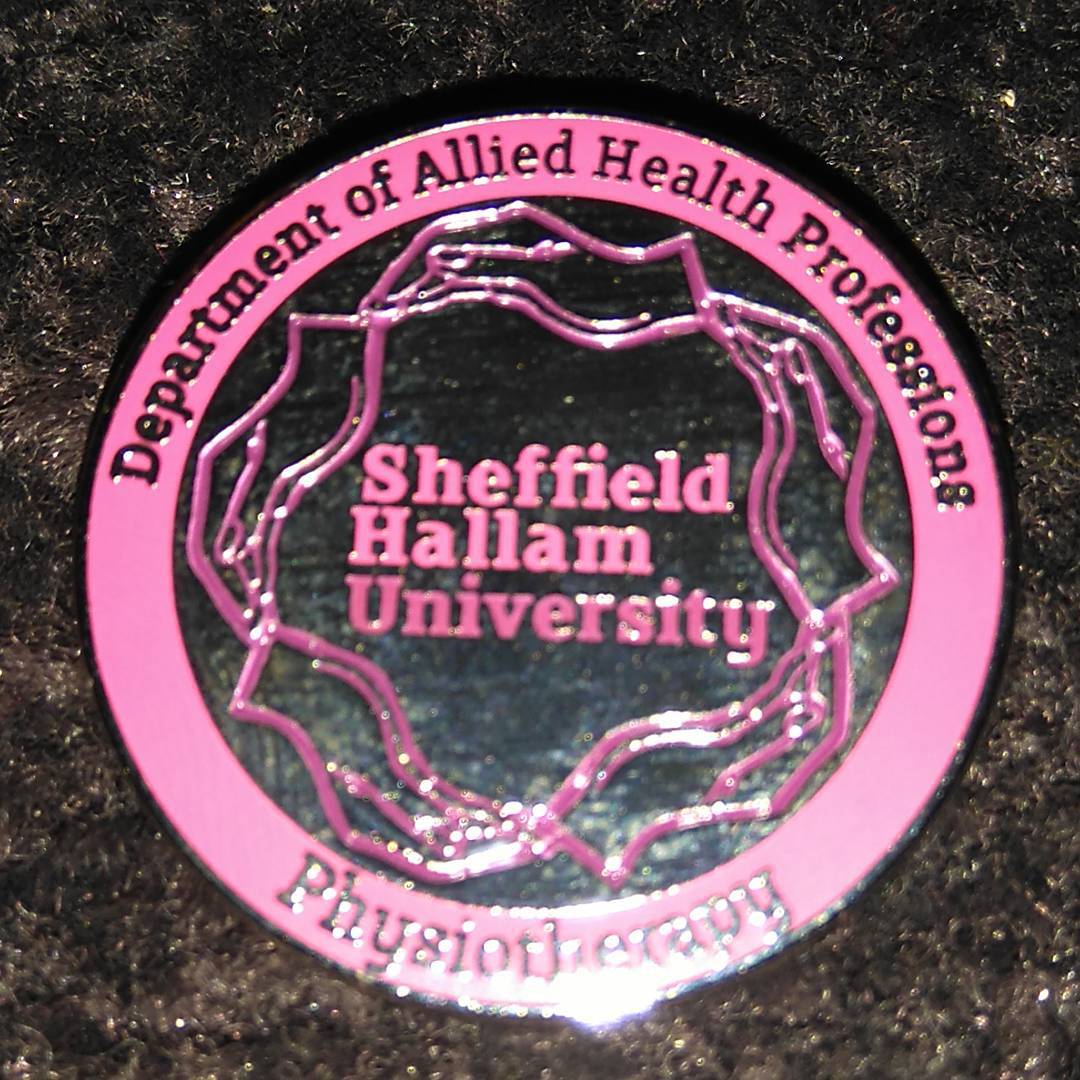 Department of Allied Health Professions
Sheffield
Hallam
University
Physiotherapy